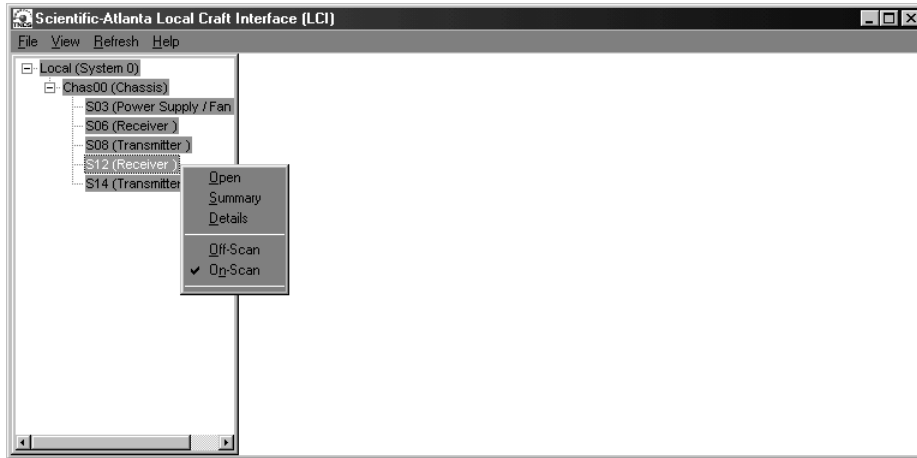 Scientific-Atlanta Local Craft Interface (LCI)
File View Refresh Help
Local (System 0)
Chas00 (Chassis)
S03 (Power Supply / Fan
S06 (Receiver )
S08 (Transmitter )
S12 (Receiver )
S14 (Transmitter
Open
Summary
Details
Off-Scan
On-Scan